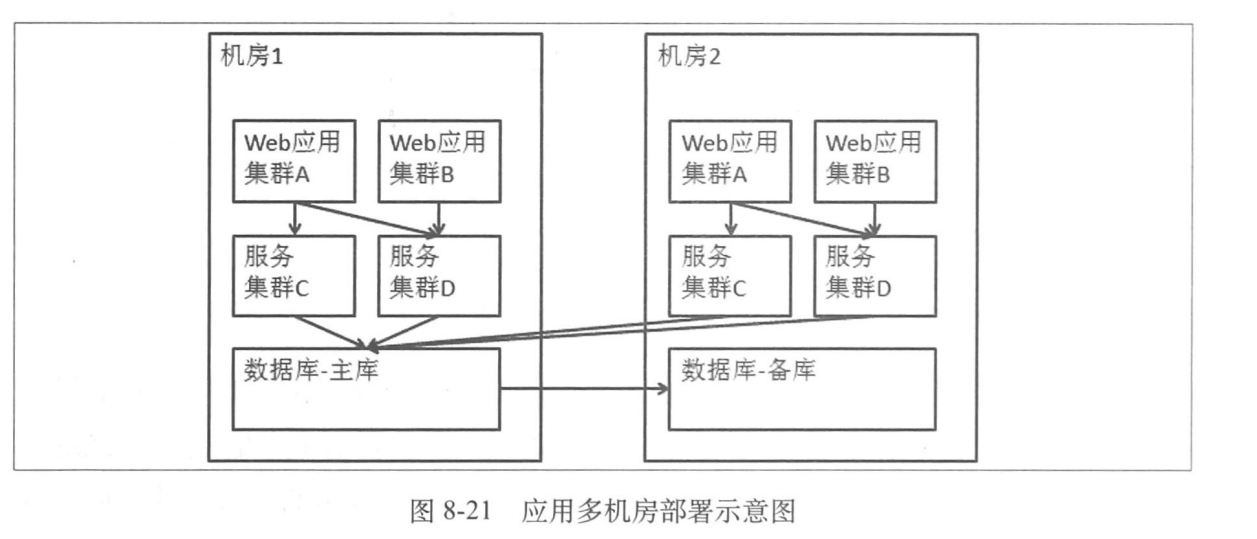 机房1
机房2
Web应用
集群A
Web应用
集群B
Web应用
集群A
Web应用
集群B
服务
集群C
服务
集群D
服务
集群C
服务
集群D
数据库-主库
数据库-备库
图 8-21 应用多机房部署示意图